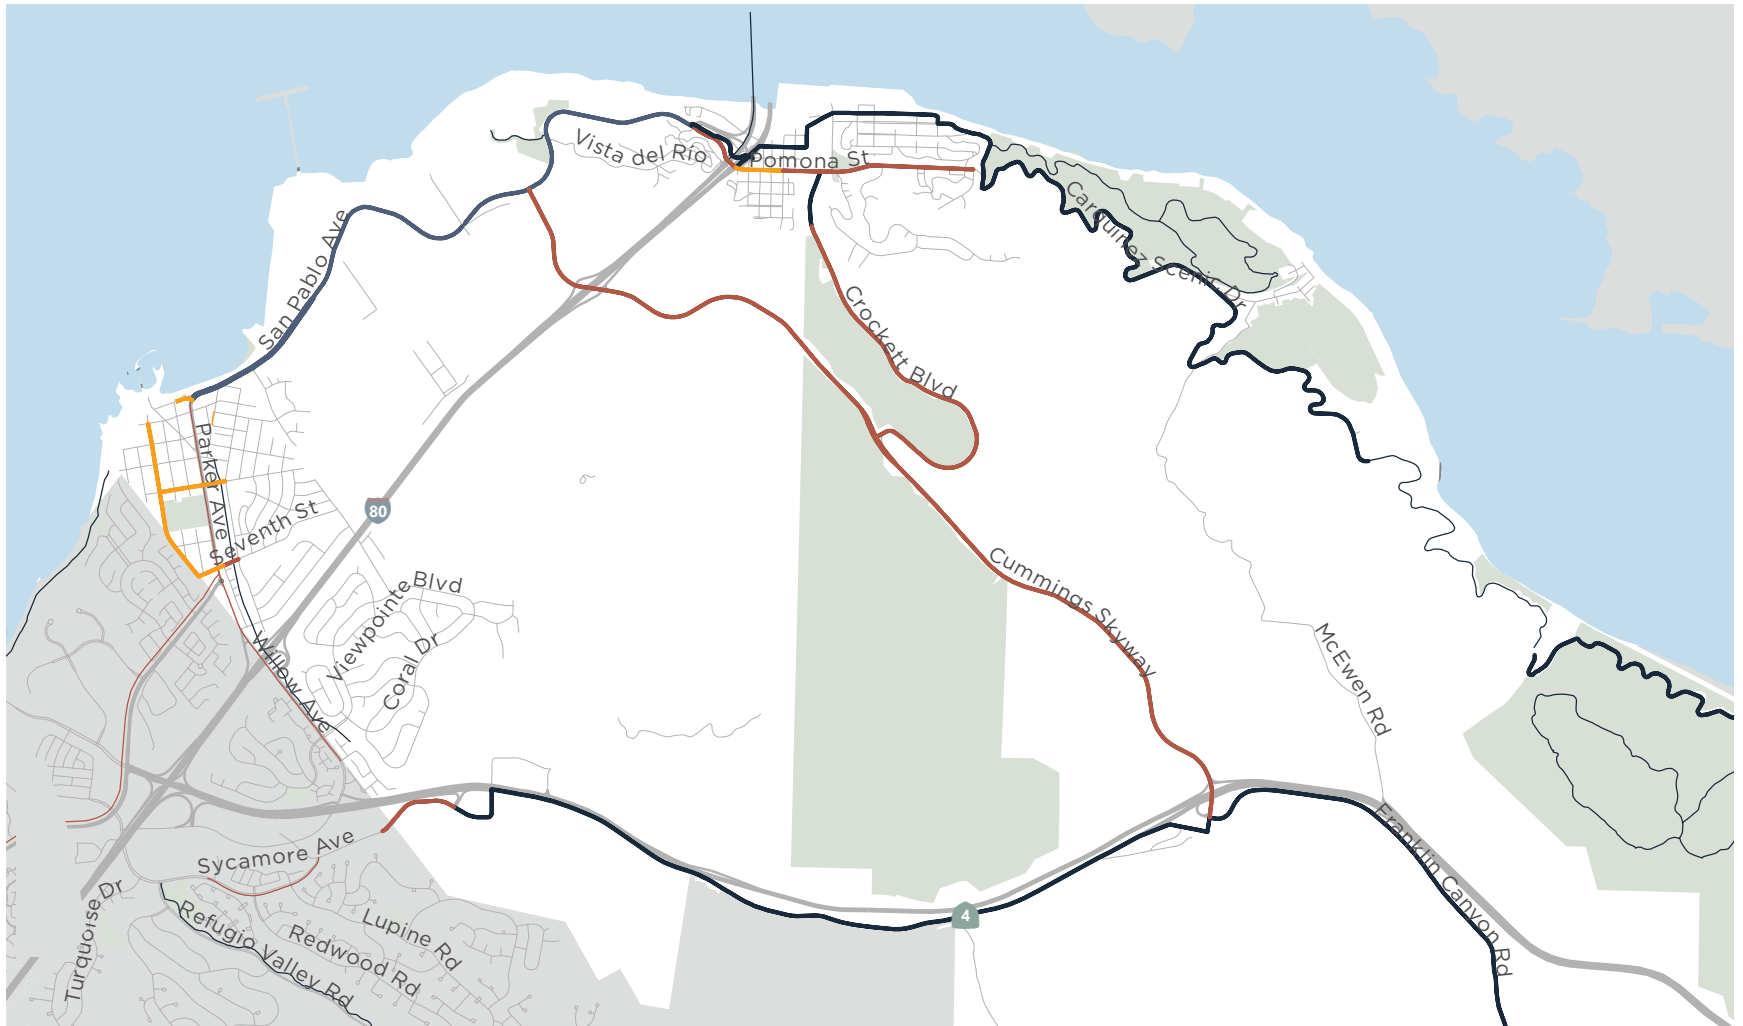 Vista del Rio
Pomona St
San Pablo Ave
Carquinez Scenic Dr
Crockett Blvd
Parker Ave
Seventh St
80
Cummings Skyway
Viewpointe Blvd
Coral Dr
Willow Ave
McEwen Rd
Franklin Canyon Rd
Sycamore Ave
Turquoise Dr
Refugio Valley Rd
Redwood Rd
Lupine Rd
4